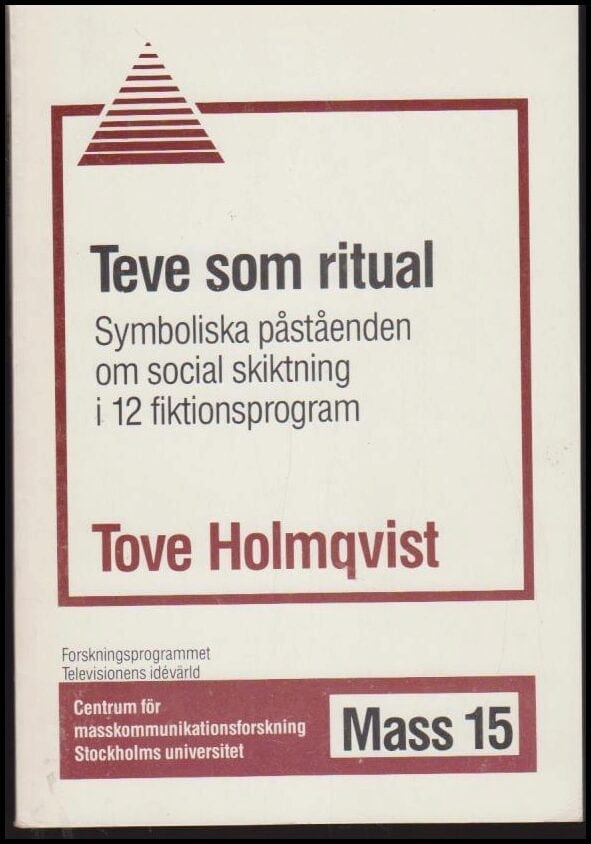 Teve som ritual
Symboliska påståenden
om social skiktning
i 12 fiktionsprogram
Tove Holmqvist
Forskningsprogrammet
Televisionens idévärld
Centrum för
masskommunikationsforskning
Stockholms universitet
Mass 15